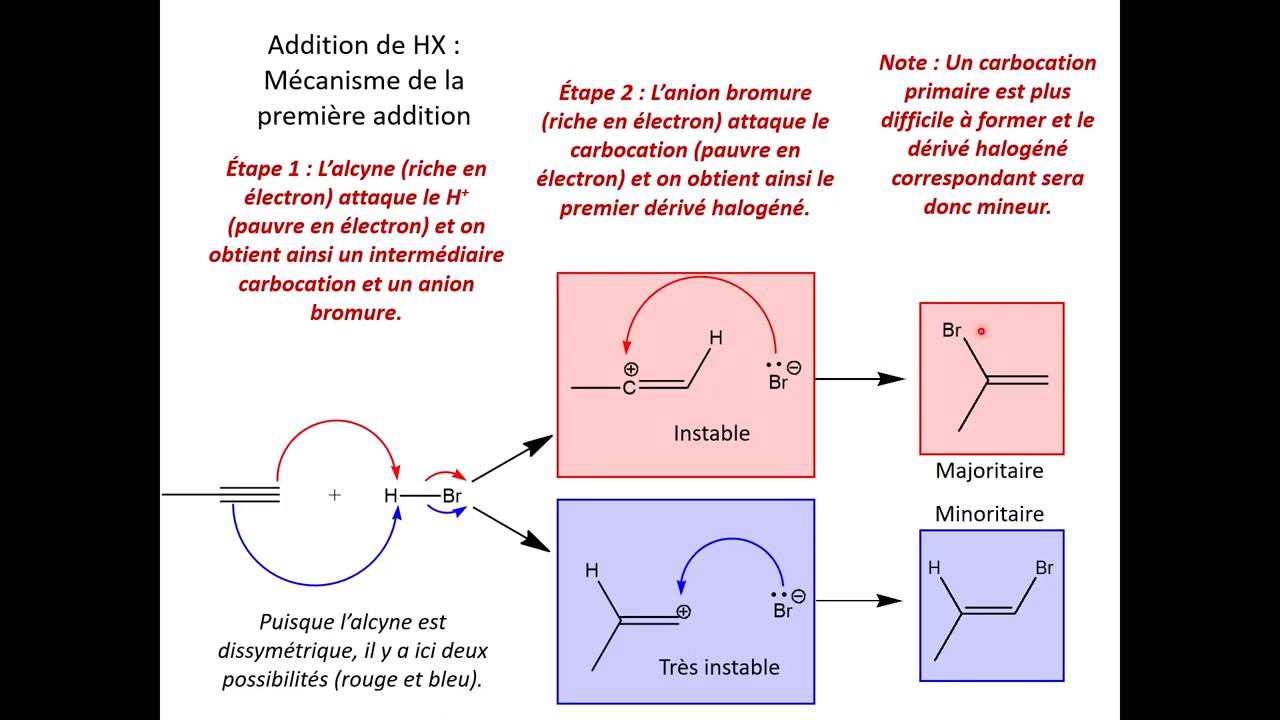 Addition de HX :
Mécanisme de la
première addition
Étape 1 : L’alcyne (riche en
électron) attaque le H⁺
(pauvre en électron) et on
obtient ainsi un intermédiaire
carbocation et un anion
bromure.
Étape 2 : L’anion bromure
(riche en électron) attaque le
carbocation (pauvre en
électron) et on obtient ainsi le
premier dérivé halogéné.
Note : Un carbocation
primaire est plus
difficile à former et le
dérivé halogéné
correspondant sera
donc mineur.
+
H Br
Puisque l’alcyne est
dissymétrique, il y a ici deux
possibilités (rouge et bleu).
H
⊕
C
⊖
Br
Instable
Br
Majoritaire
H
⊕
⊖
Br
Très instable
Minoritaire
H Br